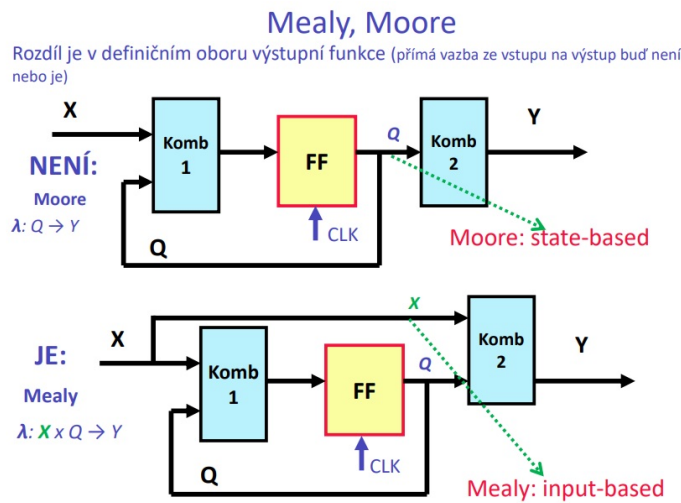 Mealy, Moore
Rozdíl je v definičním oboru výstupní funkce (přímá vazba ze vstupu na výstup buď není
nebo je)
X
Komb
1
FF
Q
Komb
2
Y
NENÍ:
Moore
λ: Q → Y
Q
CLK
Moore: state-based
X
X
Komb
1
FF
Q
Komb
2
Y
JE:
Mealy
λ: X x Q → Y
Q
CLK
Mealy: input-based